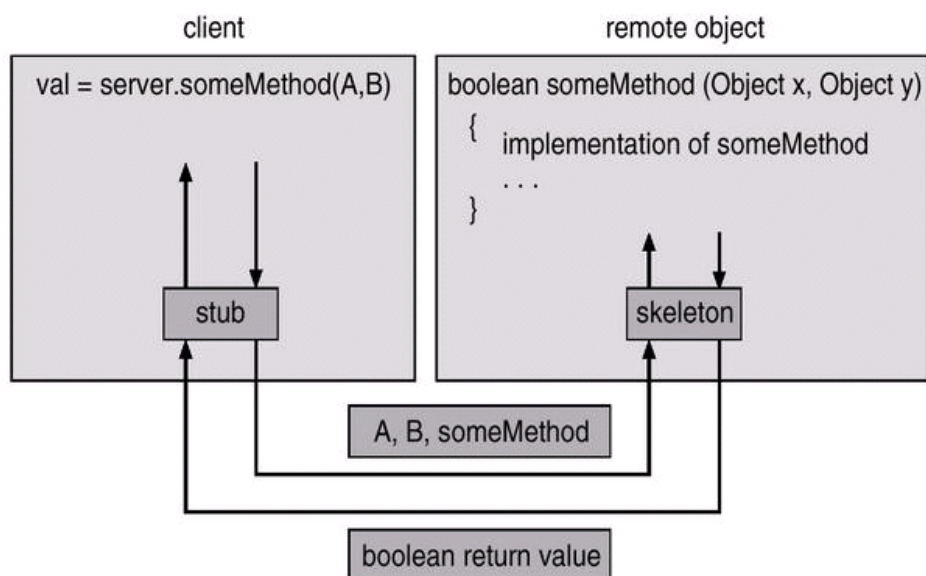 client
val = server.someMethod(A,B)
stub
remote object
boolean someMethod (Object x, Object y)
{
implementation of someMethod
. . .
}
skeleton
A, B, someMethod
boolean return value